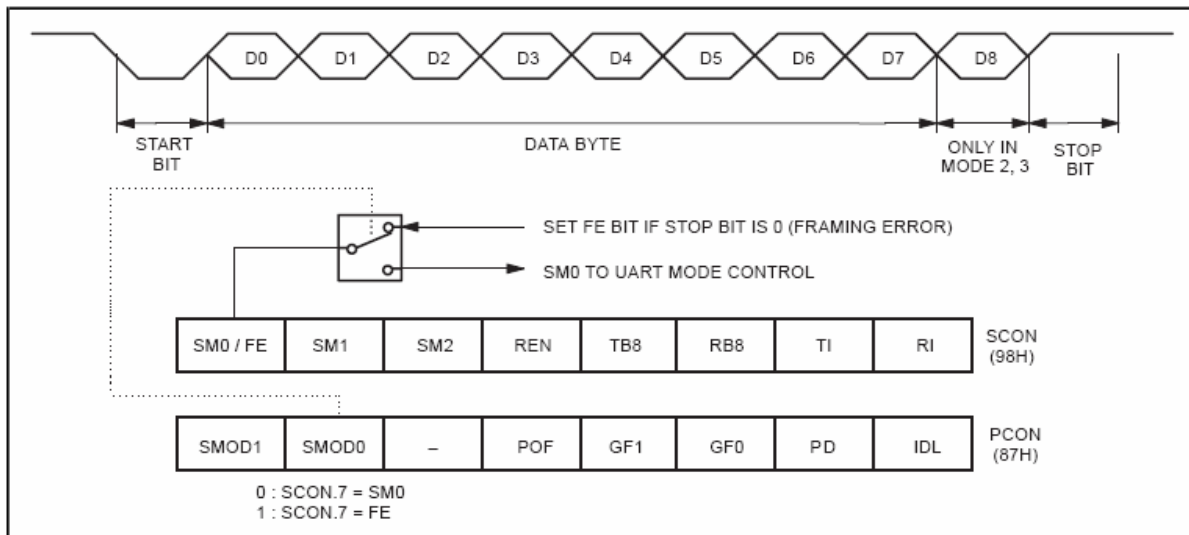 D0 D1 D2 D3 D4 D5 D6 D7 D8
START
BIT
DATA BYTE
ONLY IN
MODE 2, 3
STOP
BIT
SET FE BIT IF STOP BIT IS 0 (FRAMING ERROR)
SM0 TO UART MODE CONTROL
SM0 / FE SM1 SM2 REN TB8 RB8 TI RI
SCON
(98H)
SMOD1 SMOD0 – POF GF1 GF0 PD IDL
PCON
(87H)
0 : SCON.7 = SM0
1 : SCON.7 = FE